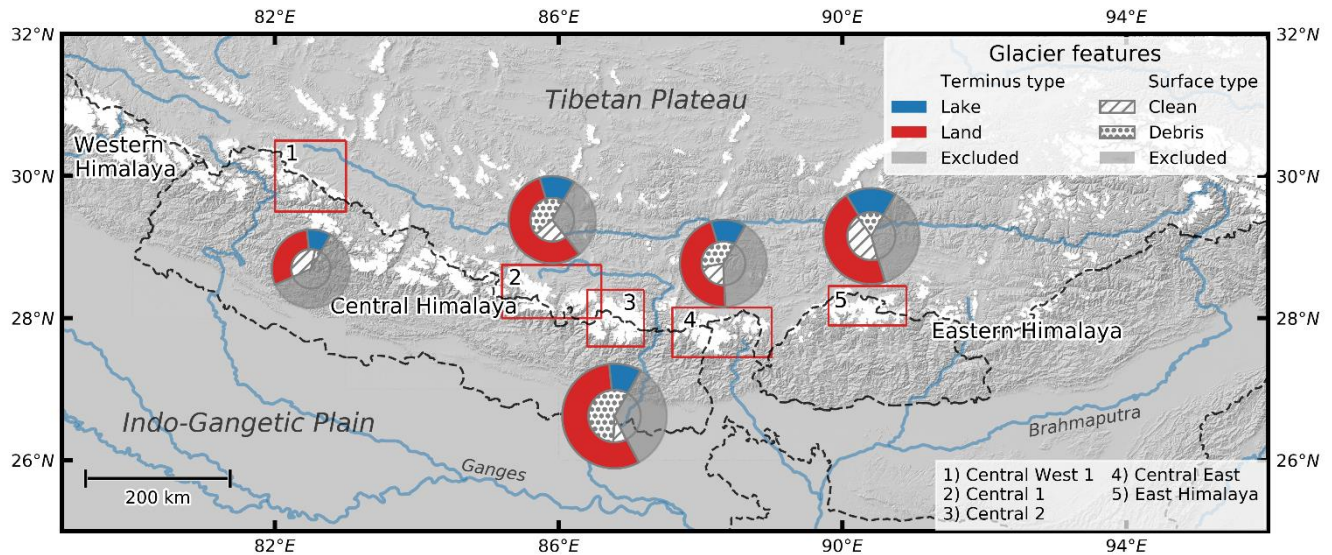 82°E 86°E 90°E 94°E
32°N 32°N
Glacier features
Terminus type Surface type
Lake Clean
Land Debris
Excluded Excluded
Tibetan Plateau
Western
Himalaya
1
30°N 30°N
2
Central Himalaya
3
4
5
Eastern Himalaya
28°N 28°N
Indo-Gangetic Plain
Brahmaputra
26°N 26°N
Ganges
200 km
1) Central West 1 4) Central East
2) Central 1 5) East Himalaya
3) Central 2
82°E 86°E 90°E 94°E